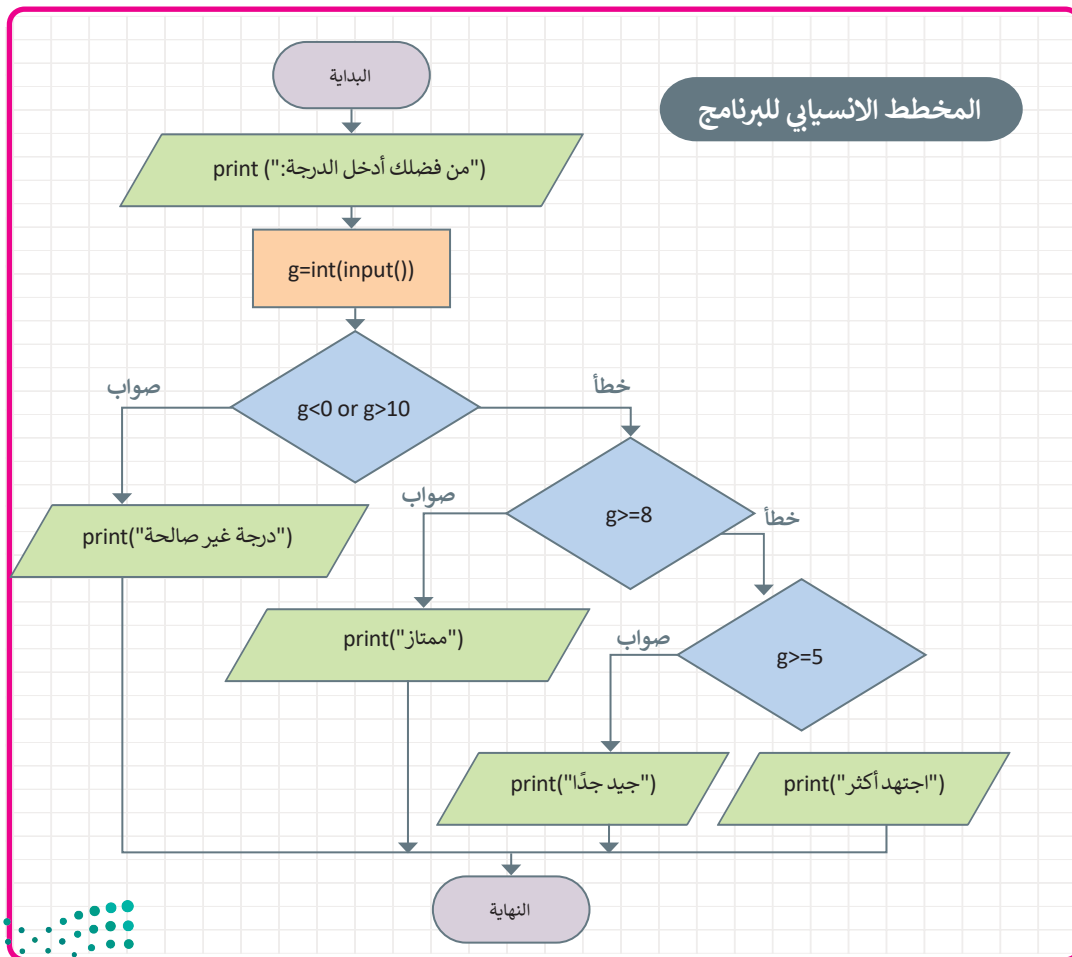 البداية
المخطط الانسيابي للبرنامج
print ("من فضلك أدخل الدرجة:")
g=int(input())
صواب
خطأ
g<0 or g>10
صواب
g>=8
خطأ
print("درجة غير صالحة")
print("ممتاز")
صواب
g>=5
print("جيد جدًا")
print("اجتهد أكثر")
النهاية